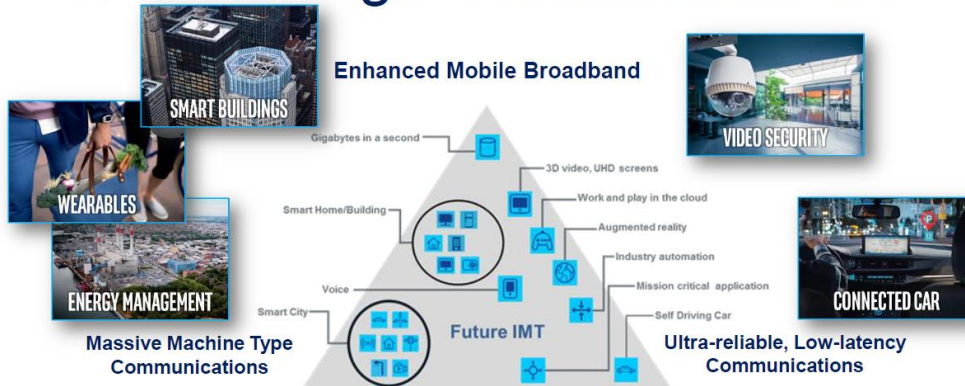 SMART BUILDINGS
Enhanced Mobile Broadband
VIDEO SECURITY
WEARABLES
Gigabytes in a second
3D video, UHD screens
Work and play in the cloud
Smart Home/Building
Augmented reality
Industry automation
ENERGY MANAGEMENT
Voice
Mission critical application
CONNECTED CAR
Smart City
Self Driving Car
Future IMT
Massive Machine Type
Communications
Ultra-reliable, Low-latency
Communications